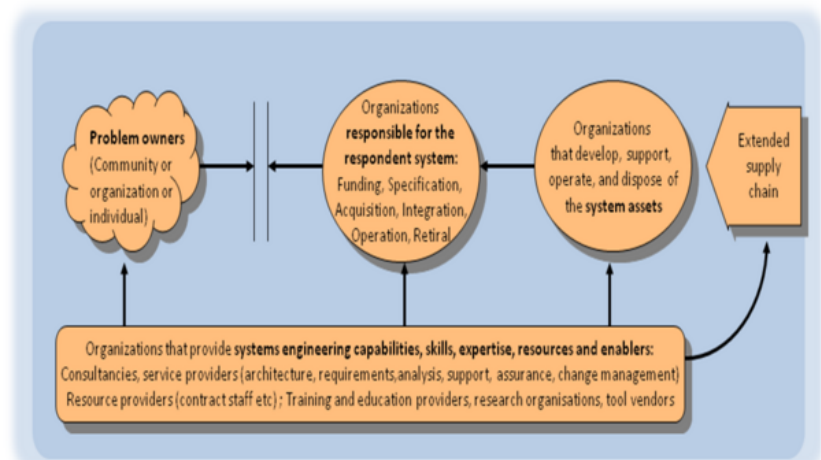 Problem owners
(Community or
organization or
individual)
Organizations
responsible for the
respondent system:
Funding, Specification,
Acquisition, Integration,
Operation, Retiral
Organizations
that develop, support,
operate, and dispose of
the system assets
Extended
supply
chain
Organizations that provide systems engineering capabilities, skills, expertise, resources and enablers:
Consultancies, service providers (architecture, requirements,analysis, support, assurance, change management)
Resource providers (contract staff etc) ; Training and education providers, research organisations, tool vendors